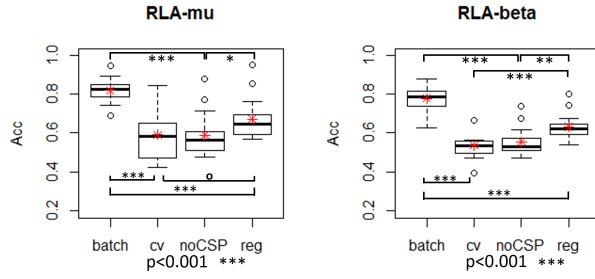 RLA-mu
RLA-beta
Acc
1.0
0.8
0.6
0.4
0.2
*** *
***
o
***
batch cv noCSP reg
p<0.001 ***
Acc
1.0
0.8
0.6
0.4
0.2
*** **
***
***
***
batch cv noCSP reg
p<0.001 ***